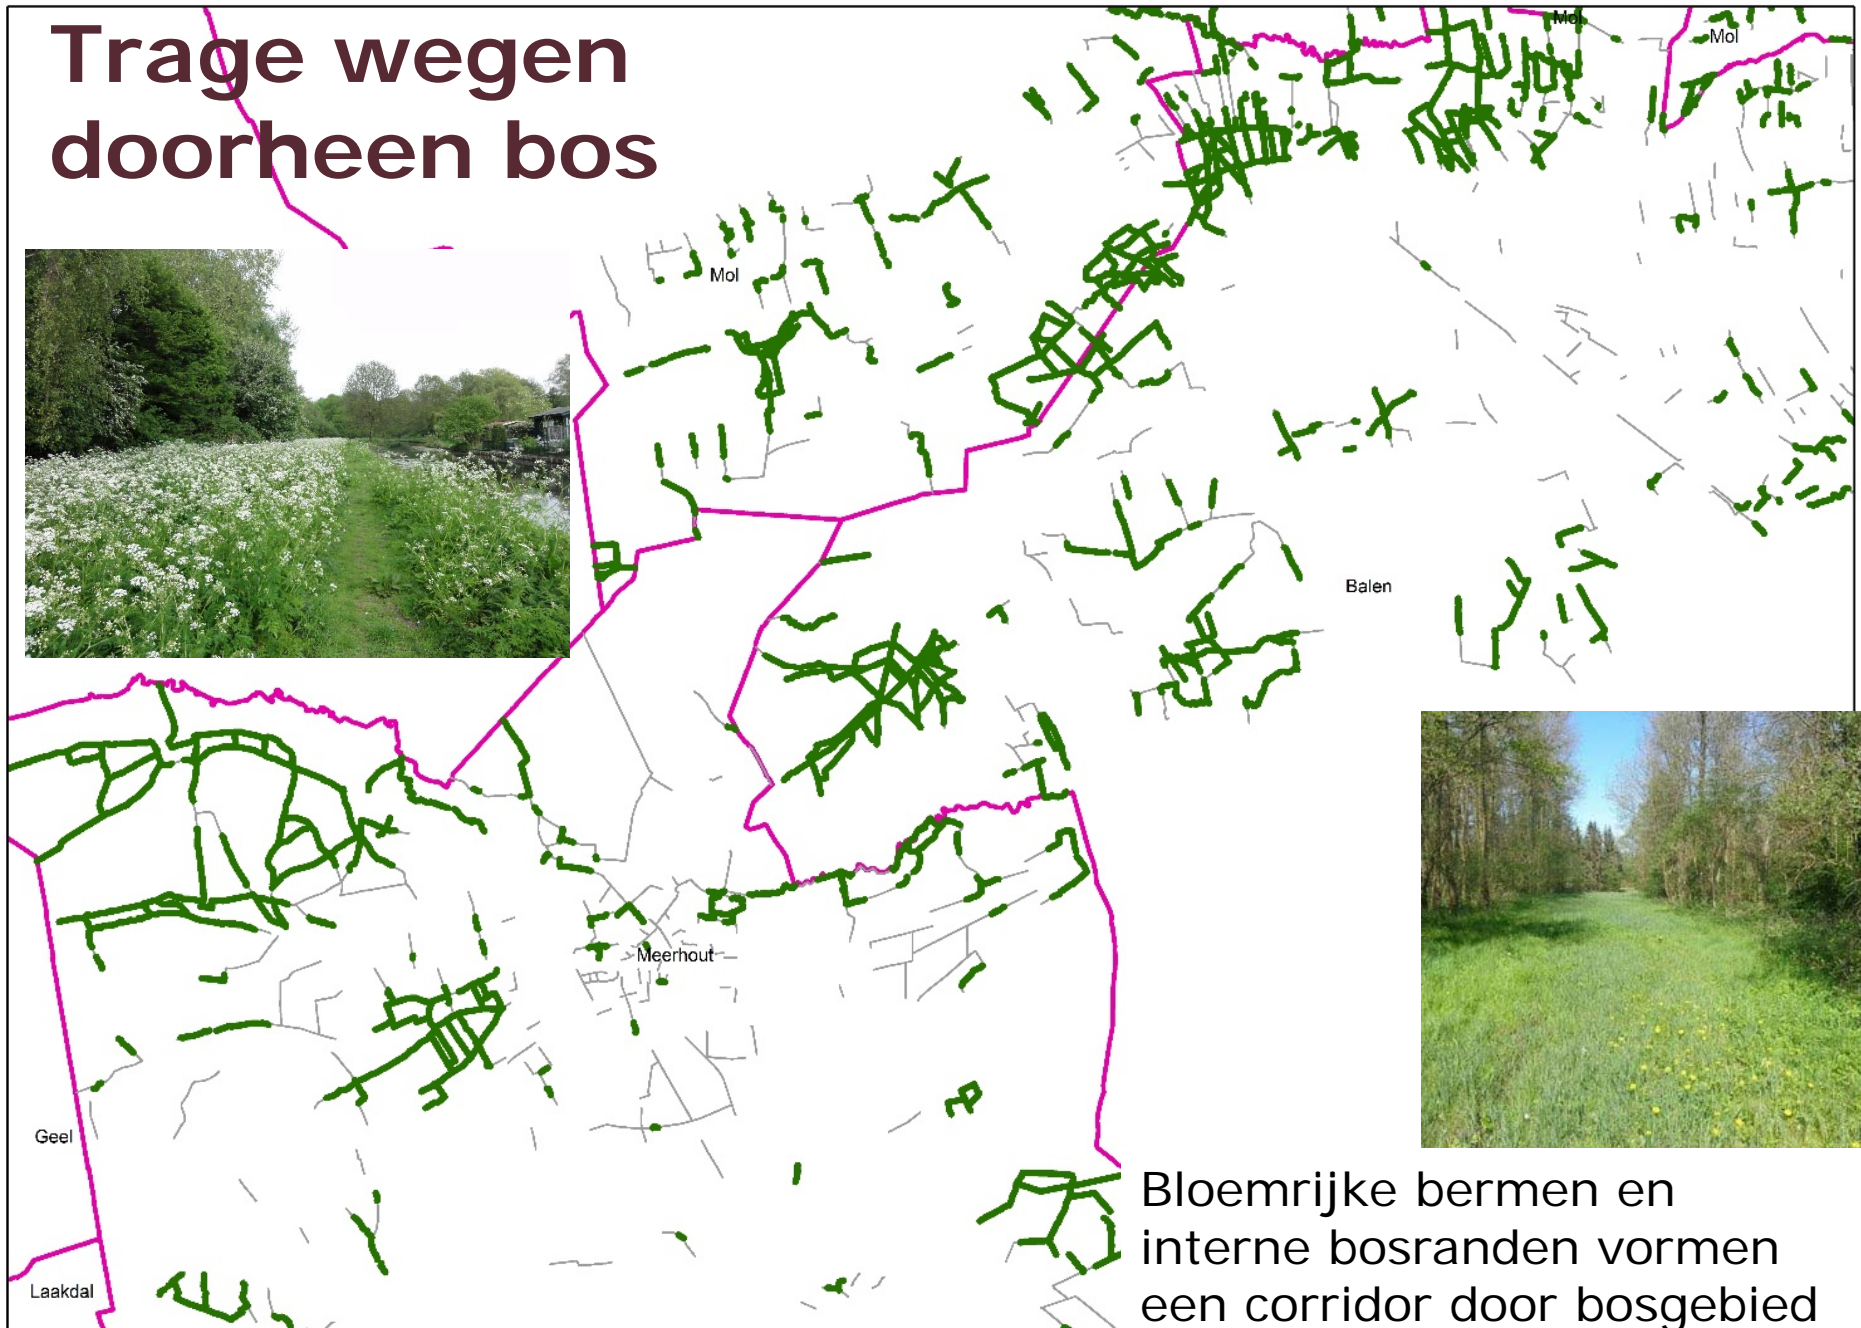 Trage wegen
doorheen bos
Mol
Mol
Mol
Balen
Meerhout
Geel
Laakdal
Bloemrijke bermen en
interne bosranden vormen
een corridor door bosgebied